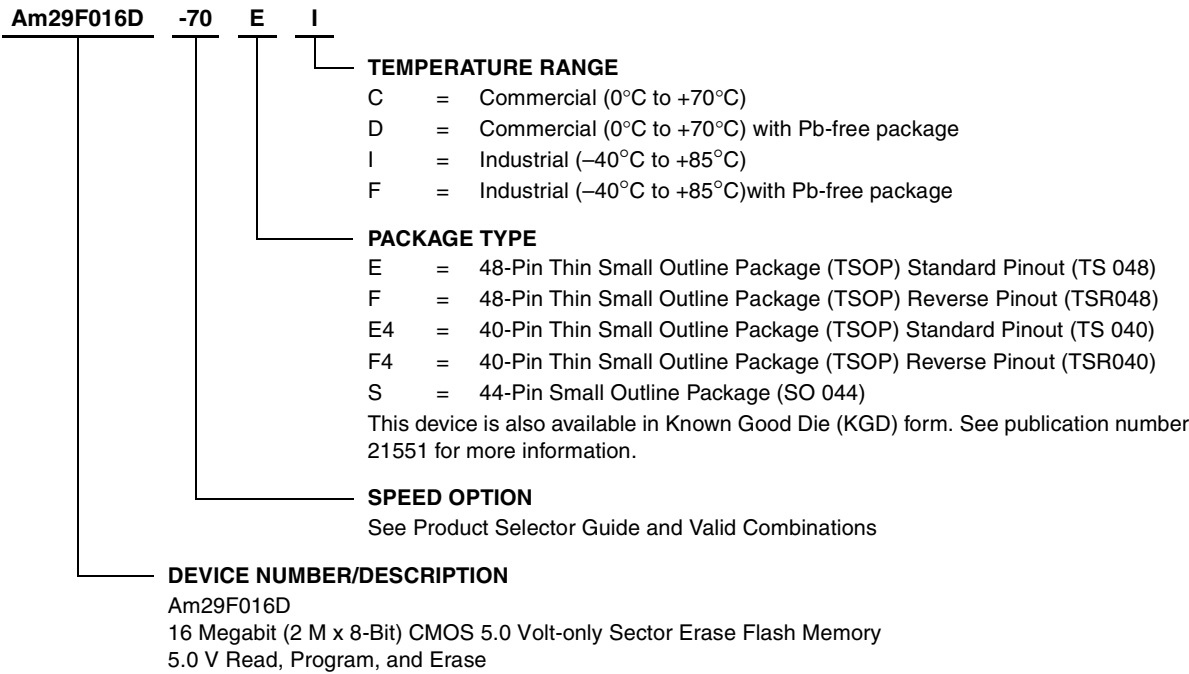 Am29F016D -70 E I
TEMPERATURE RANGE
C = Commercial (0°C to +70°C)
D = Commercial (0°C to +70°C) with Pb-free package
I = Industrial (–40°C to +85°C)
F = Industrial (–40°C to +85°C)with Pb-free package
PACKAGE TYPE
E = 48-Pin Thin Small Outline Package (TSOP) Standard Pinout (TS 048)
F = 48-Pin Thin Small Outline Package (TSOP) Reverse Pinout (TSR048)
E4 = 40-Pin Thin Small Outline Package (TSOP) Standard Pinout (TS 040)
F4 = 40-Pin Thin Small Outline Package (TSOP) Reverse Pinout (TSR040)
S = 44-Pin Small Outline Package (SO 044)
This device is also available in Known Good Die (KGD) form. See publication number
21551 for more information.
SPEED OPTION
See Product Selector Guide and Valid Combinations
DEVICE NUMBER/DESCRIPTION
Am29F016D
16 Megabit (2 M x 8-Bit) CMOS 5.0 Volt-only Sector Erase Flash Memory
5.0 V Read, Program, and Erase